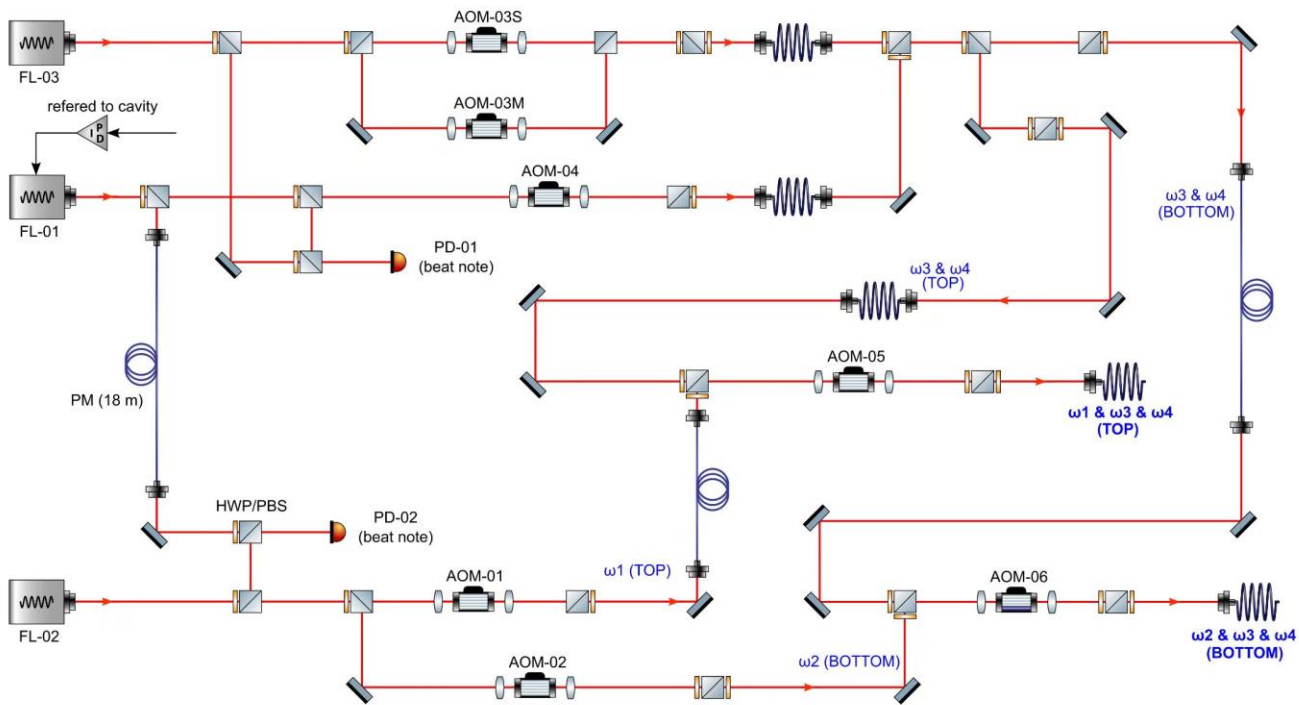 AOM-03S
FL-03
refered to cavity
P
I
D
AOM-03M
AOM-04
FL-01
PD-01
(beat note)
ω3 & ω4
(BOTTOM)
ω3 & ω4
(TOP)
AOM-05
PM (18 m)
ω1 & ω3 & ω4
(TOP)
HWP/PBS
PD-02
(beat note)
AOM-01
ω1 (TOP)
AOM-06
FL-02
ω2 & ω3 & ω4
(BOTTOM)
AOM-02
ω2 (BOTTOM)